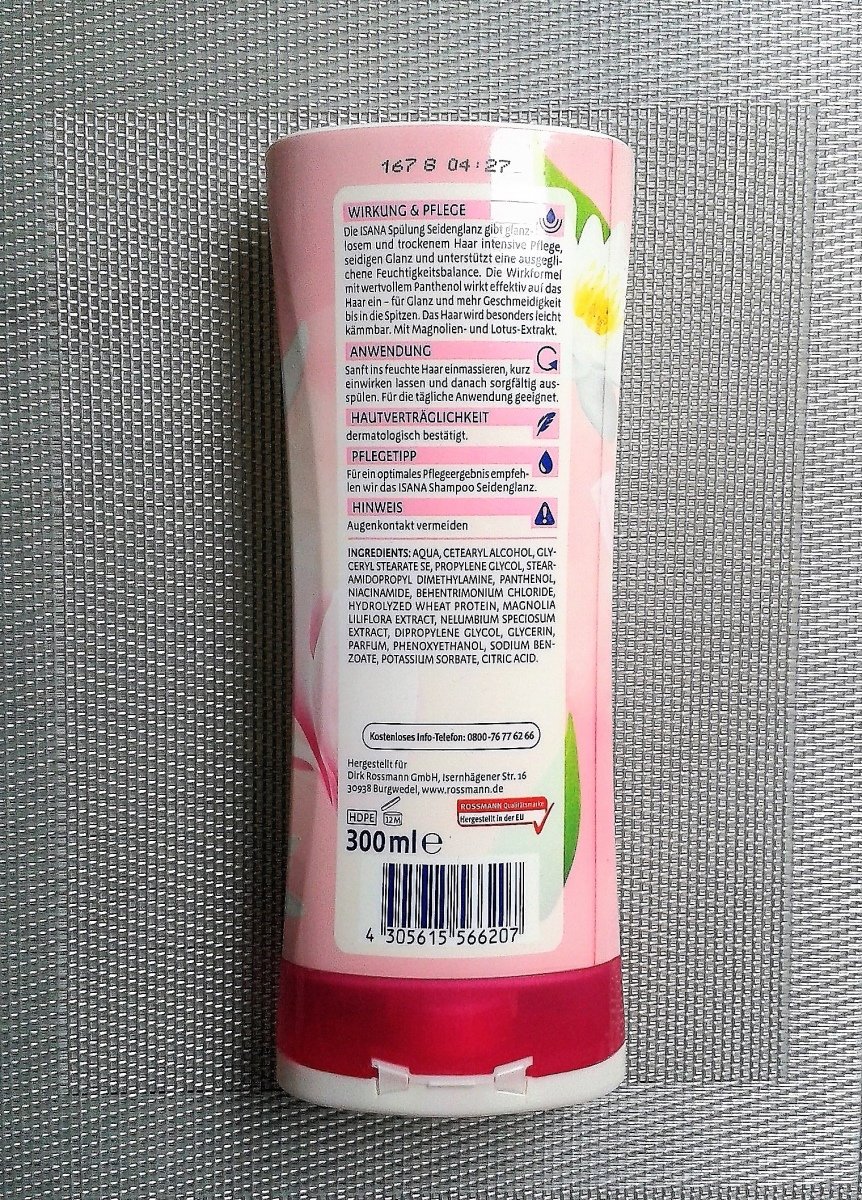 167 8 04:27
WIRKUNG & PFLEGE
Die ISANA Spülung Seidenglanz gibt glanz-
losem und trockenem Haar intensive Pflege,
seidigen Glanz und unterstützt eine ausgegli-
chene Feuchtigkeitsbalance. Die Wirkformel
mit wertvollem Panthenol wirkt effektiv auf das
Haar ein – für Glanz und mehr Geschmeidigkeit
bis in die Spitzen. Das Haar wird besonders leicht
kämmbar. Mit Magnolien- und Lotus-Extrakt.
ANWENDUNG
Sanft ins feuchte Haar einmassieren, kurz
einwirken lassen und danach sorgfältig aus-
spülen. Für die tägliche Anwendung geeignet.
HAUTVERTRÄGLICHKEIT
dermatologisch bestätigt.
PFLEGETIPP
Für ein optimales Pflegeergebnis empfeh-
len wir das ISANA Shampoo Seidenglanz.
HINWEIS
Augenkontakt vermeiden
INGREDIENTS: AQUA, CETEARYL ALCOHOL, GLY-
CERYL STEARATE SE, PROPYLENE GLYCOL, STEAR-
AMIDOPROPYL DIMETHYLAMINE, PANTHENOL,
NIACINAMIDE, BEHENTRIMONIUM CHLORIDE,
HYDROLYZED WHEAT PROTEIN, MAGNOLIA
LILIFLORA EXTRACT, NELUMBIUM SPECIOSUM
EXTRACT, DIPROPYLENE GLYCOL, GLYCERIN,
PARFUM, PHENOXYETHANOL, SODIUM BEN-
ZOATE, POTASSIUM SORBATE, CITRIC ACID.
Kostenloses Info-Telefon: 0800-76 77 62 66
Hergestellt für
Dirk Rossmann GmbH, Isernhägener Str. 16
30938 Burgwedel, www.rossmann.de
HDPE 12M
ROSSMANN Qualitätsmarke
Hergestellt in der EU
300 ml e
4 305615 566207